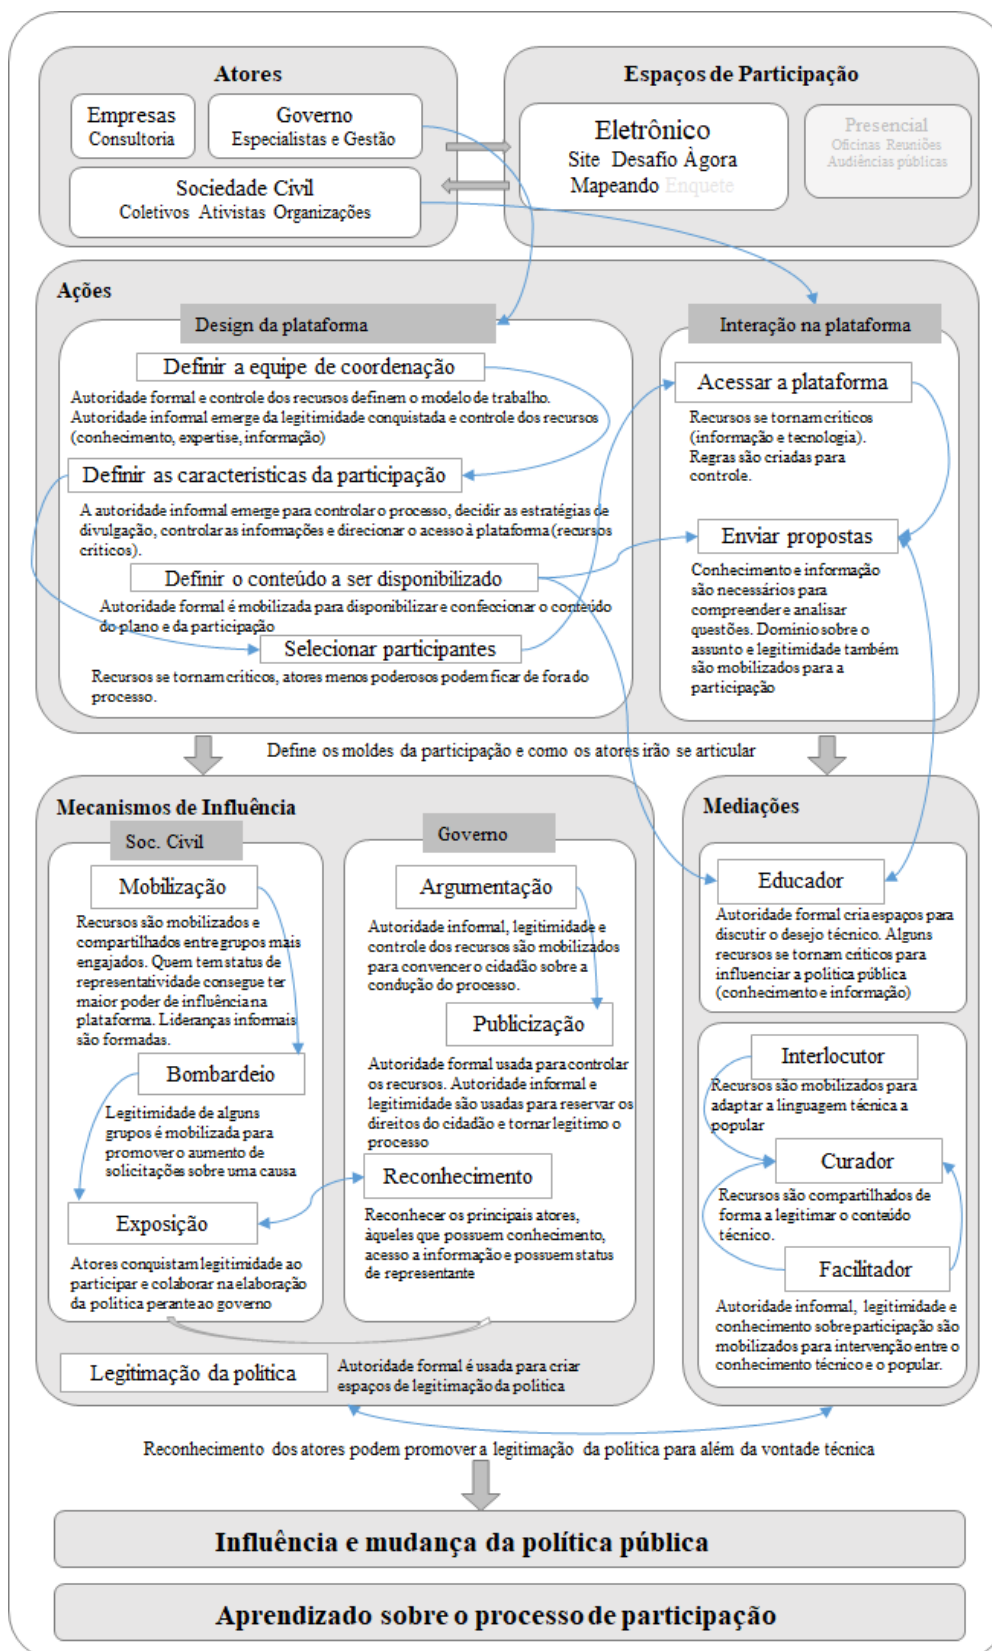 Atores
Empresas
Consultoria
Governo
Especialistas e Gestão
Sociedade Civil
Coletivos Ativistas Organizações
Espaços de Participação
Eletrônico
Site Desafio Àgora
Mapeando Enquete
Presencial
Oficinas Reuniões
Audiências públicas
Ações
Design da plataforma
Definir a equipe de coordenação
Autoridade formal e controle dos recursos definem o modelo de trabalho.
Autoridade informal emerge da legitimidade conquistada e controle dos recursos
(conhecimento, expertise, informação)
Definir as características da participação
A autoridade informal emerge para controlar o processo, decidir as estratégias de
divulgação, controlar as informações e direcionar o acesso à plataforma (recursos
críticos).
Definir o conteúdo a ser disponibilizado
Autoridade formal é mobilizada para disponibilizar e confeccionar o conteúdo
do plano e da participação
Selecionar participantes
Recursos se tornam críticos, atores menos poderosos podem ficar de fora do
processo.
Interação na plataforma
Acessar a plataforma
Recursos se tornam críticos
(informação e tecnologia).
Regras são criadas para
controle.
Enviar propostas
Conhecimento e informação
são necessários para
compreender e analisar
questões. Domínio sobre o
assunto e legitimidade também
são mobilizados para a
participação
Define os moldes da participação e como os atores irão se articular
Mecanismos de Influência
Soc. Civil
Mobilização
Recursos são mobilizados e
compartilhados entre grupos mais
engajados. Quem tem status de
representatividade consegue ter
maior poder de influência na
plataforma. Lideranças informais
são formadas.
Bombardeio
Legitimidade de alguns
grupos é mobilizada para
promover o aumento de
solicitações sobre uma causa
Exposição
Atores conquistam legitimidade ao
participar e colaborar na elaboração
da política perante ao governo
Governo
Argumentação
Autoridade informal, legitimidade e
controle dos recursos são mobilizados
para convencer o cidadão sobre a
condução do processo.
Publicização
Autoridade formal usada para controlar
os recursos. Autoridade informal e
legitimidade são usadas para reservar os
direitos do cidadão e tornar legítimo o
processo
Reconhecimento
Reconhecer os principais atores,
àqueles que possuem conhecimento,
acesso a informação e possuem status
de representante
Legitimação da política
Autoridade formal é usada para criar
espaços de legitimação da política
Mediações
Educador
Autoridade formal cria espaços para
discutir o desejo técnico. Alguns
recursos se tornam críticos para
influenciar a política pública
(conhecimento e informação)
Interlocutor
Recursos são mobilizados para
adaptar a linguagem técnica a
popular
Curador
Recursos são compartilhados de
forma a legitimar o conteúdo
técnico.
Facilitador
Autoridade informal, legitimidade e
conhecimento sobre participação são
mobilizados para intervenção entre o
conhecimento técnico e o popular.
Reconhecimento dos atores podem promover a legitimação da política para além da vontade técnica
Influência e mudança da política pública
Aprendizado sobre o processo de participação